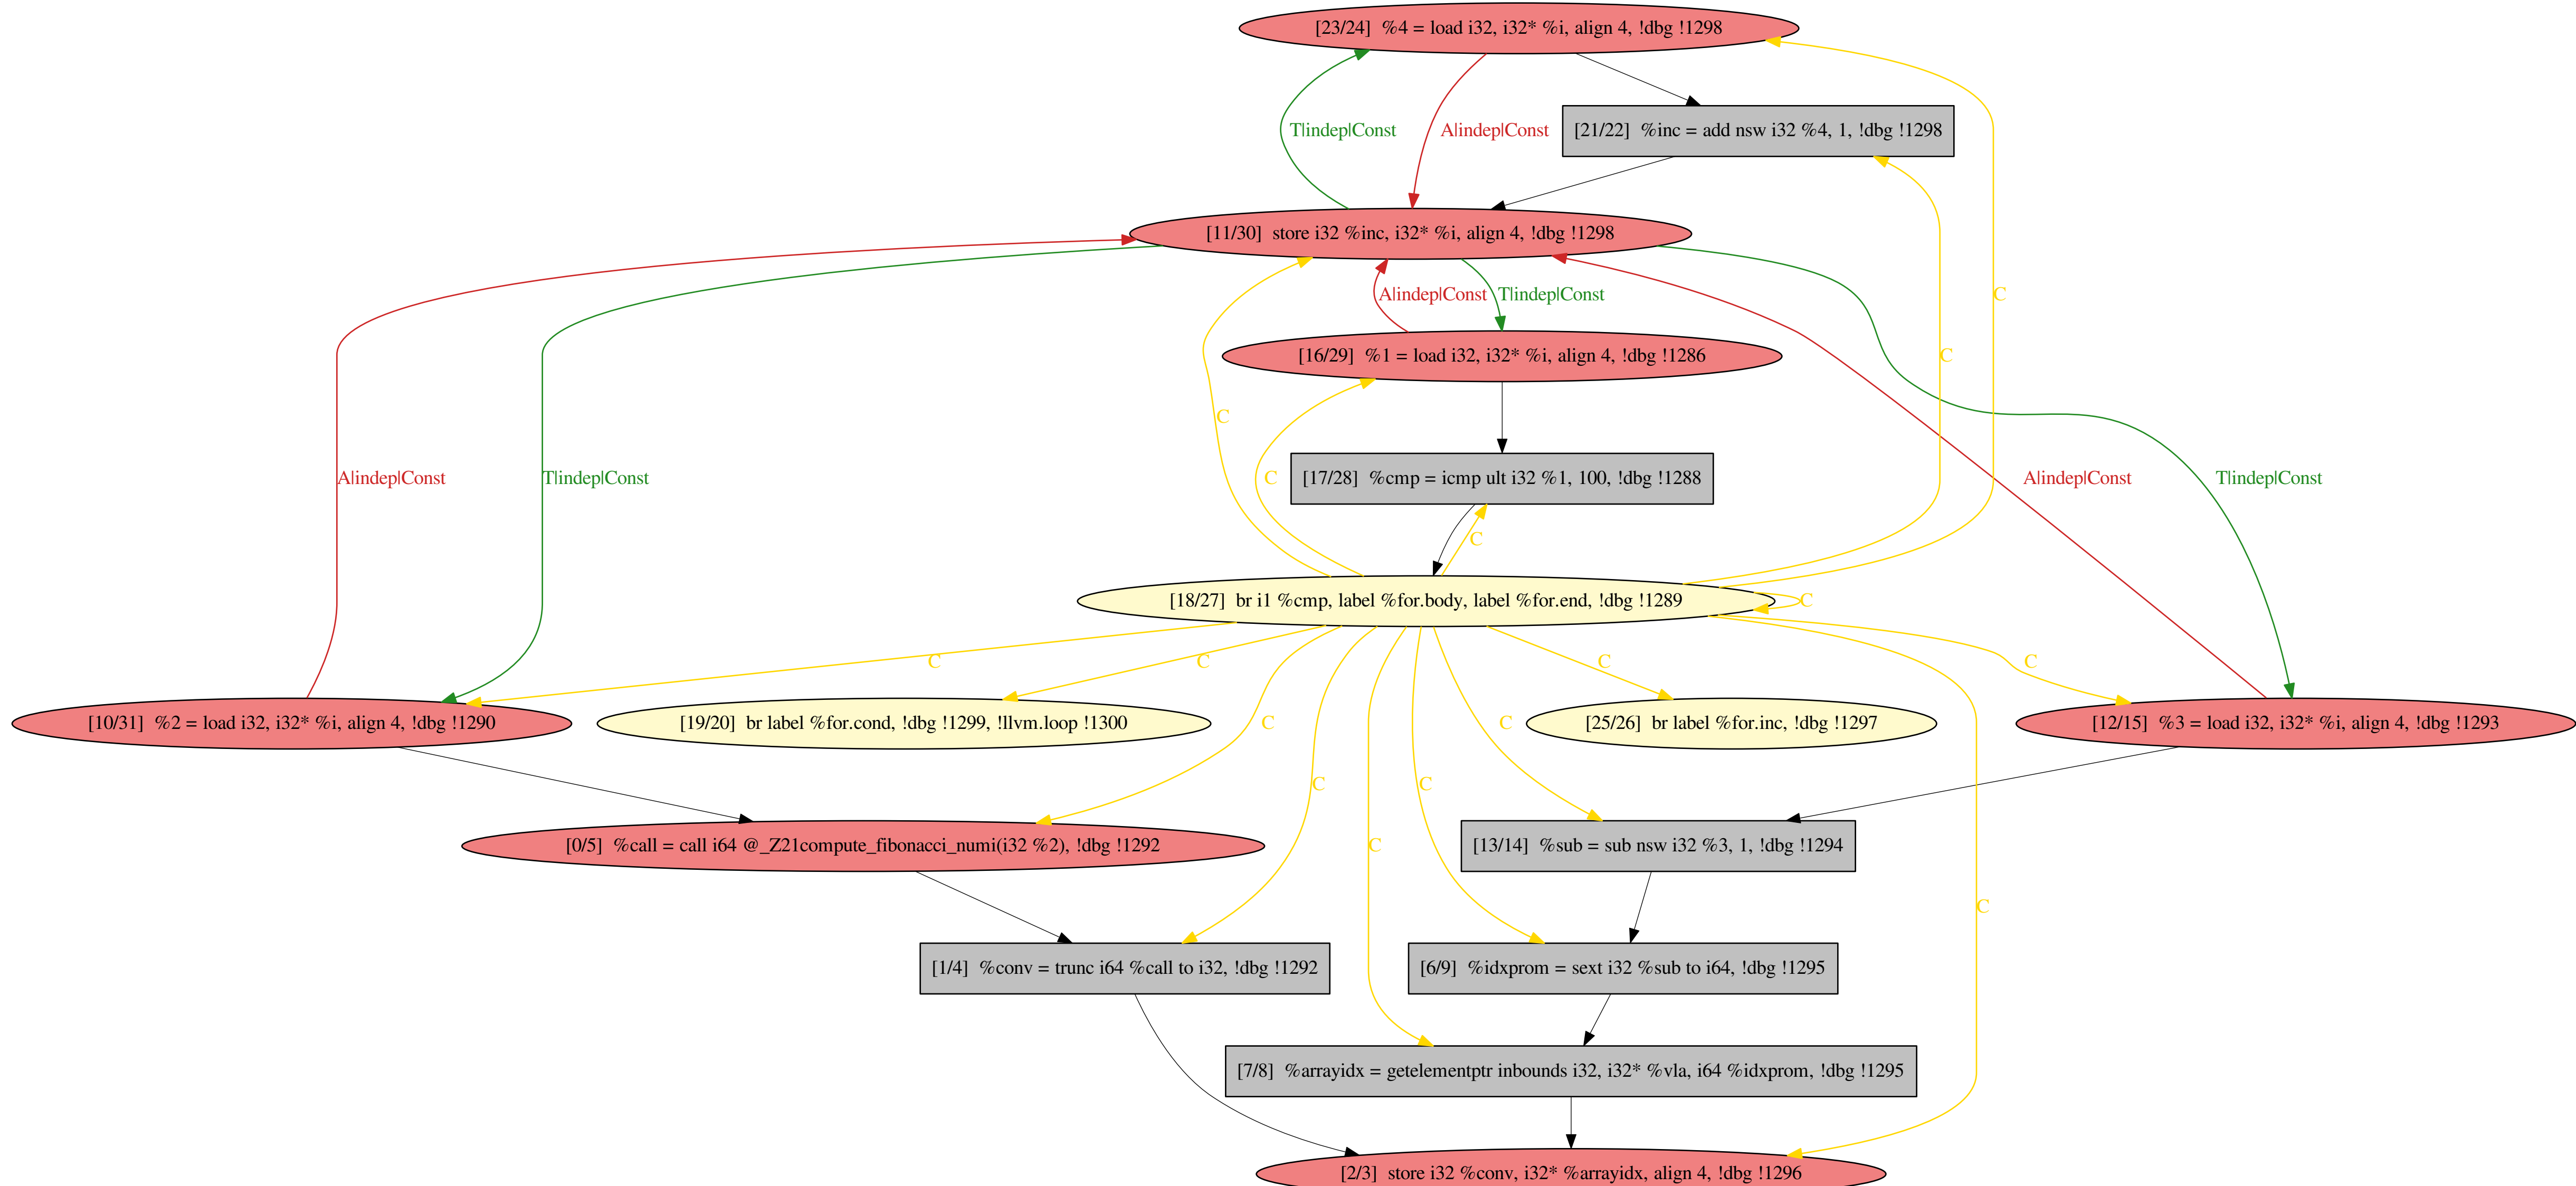 [23/24]  %4 = load i32, i32* %i, align 4, !dbg !1298
T|indep|Const
A|indep|Const
[21/22]  %inc = add nsw i32 %4, 1, !dbg !1298
[11/30]  store i32 %inc, i32* %i, align 4, !dbg !1298
A|indep|Const
T|indep|Const
C
[16/29]  %1 = load i32, i32* %i, align 4, !dbg !1286
C
C
A|indep|Const
T|indep|Const
C
[17/28]  %cmp = icmp ult i32 %1, 100, !dbg !1288
A|indep|Const
T|indep|Const
C
[18/27]  br i1 %cmp, label %for.body, label %for.end, !dbg !1289
C
C
C
C
C
[10/31]  %2 = load i32, i32* %i, align 4, !dbg !1290
[19/20]  br label %for.cond, !dbg !1299, !llvm.loop !1300
C
C
[25/26]  br label %for.inc, !dbg !1297
[12/15]  %3 = load i32, i32* %i, align 4, !dbg !1293
C
C
[0/5]  %call = call i64 @_Z21compute_fibonacci_numi(i32 %2), !dbg !1292
C
[13/14]  %sub = sub nsw i32 %3, 1, !dbg !1294
C
[1/4]  %conv = trunc i64 %call to i32, !dbg !1292
[6/9]  %idxprom = sext i32 %sub to i64, !dbg !1295
[7/8]  %arrayidx = getelementptr inbounds i32, i32* %vla, i64 %idxprom, !dbg !1295
[2/3]  store i32 %conv, i32* %arrayidx, align 4, !dbg !1296